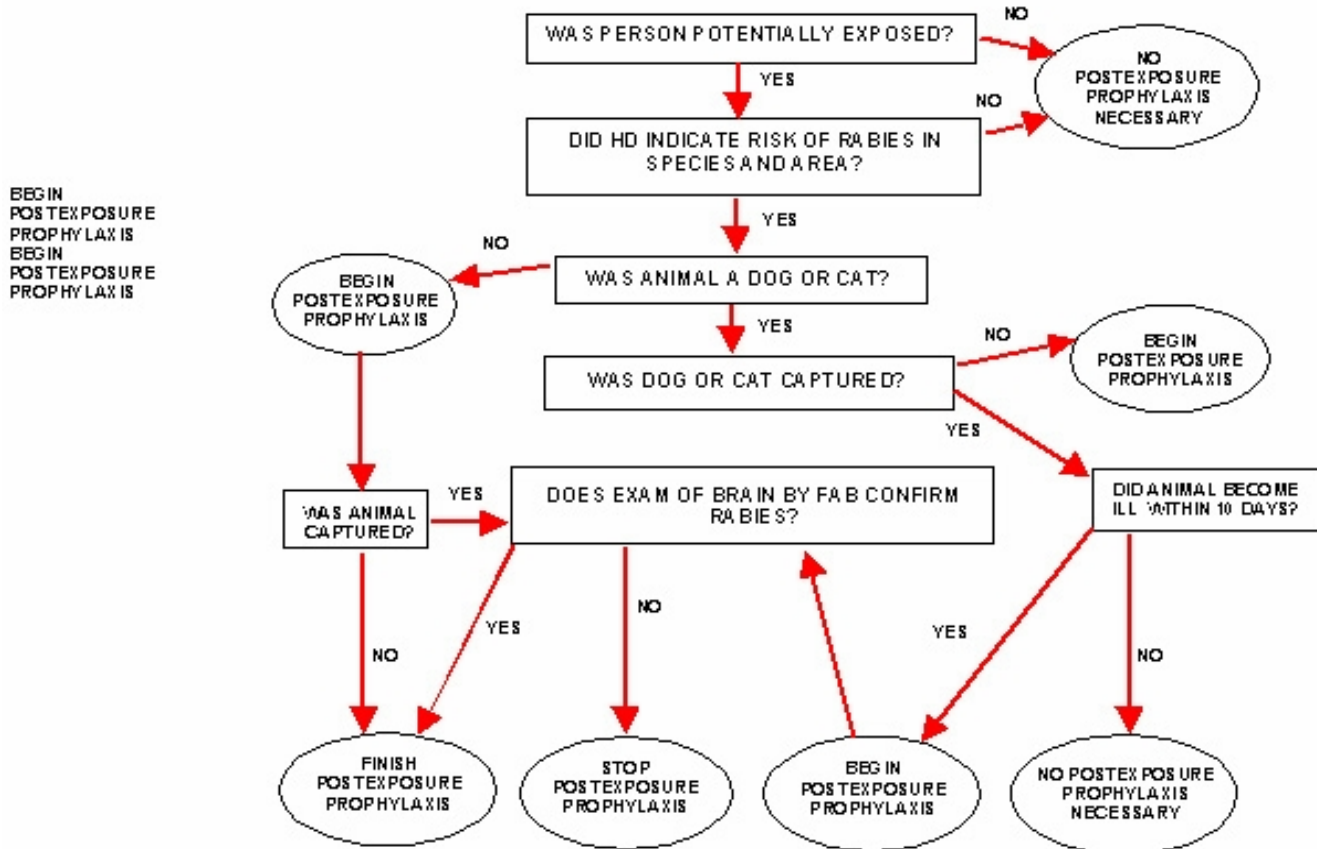 WAS PERSON POTENTIALLY EXPOSED?
NO
NO
POSTEXPOSURE
PROPHYLAXIS
NECESSARY
YES
NO
DID HD INDICATE RISK OF RABIES IN
SPECIES AND AREA?
BEGIN
POSTEXPOSURE
PROPHYLAXIS
BEGIN
POSTEXPOSURE
PROPHYLAXIS
YES
NO
WAS ANIMAL A DOG OR CAT?
BEGIN
POSTEXPOSURE
PROPHYLAXIS
YES
NO
WAS DOG OR CAT CAPTURED?
BEGIN
POSTEXPOSURE
PROPHYLAXIS
YES
WAS ANIMAL
CAPTURED?
YES
DOES EXAM OF BRAIN BY FAB CONFIRM
RABIES?
DID ANIMAL BECOME
ILL WITHIN 10 DAYS?
NO
YES
NO
YES
NO
FINISH
POSTEXPOSURE
PROPHYLAXIS
STOP
POSTEXPOSURE
PROPHYLAXIS
BEGIN
POSTEXPOSURE
PROPHYLAXIS
NO POSTEXPOSURE
PROPHYLAXIS
NECESSARY